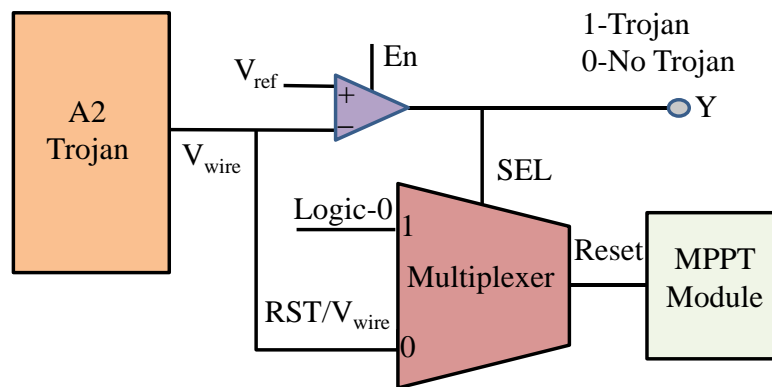 1-Trojan
0-No Trojan
En
V_ref
+
−
Y
A2
Trojan
V_wire
SEL
Logic-0
1
Multiplexer
Reset
MPPT
Module
RST/V_wire
0